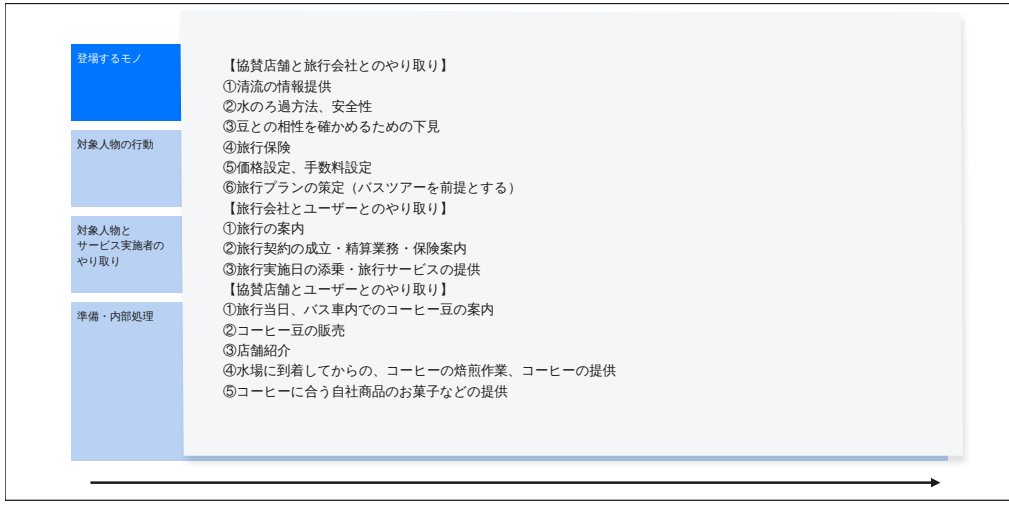 登場するモノ
対象人物の行動
対象人物と
サービス実施者の
やり取り
準備・内部処理
【協賛店舗と旅行会社とのやり取り】
①清流の情報提供
②水のろ過方法、安全性
③豆との相性を確かめるための下見
④旅行保険
⑤価格設定、手数料設定
⑥旅行プランの策定（バスツアーを前提とする）
【旅行会社とユーザーとのやり取り】
①旅行の案内
②旅行契約の成立・精算業務・保険案内
③旅行実施日の添乗・旅行サービスの提供
【協賛店舗とユーザーとのやり取り】
①旅行当日、バス車内でのコーヒー豆の案内
②コーヒー豆の販売
③店舗紹介
④水場に到着してからの、コーヒーの焙煎作業、コーヒーの提供
⑤コーヒーに合う自社商品のお菓子などの提供